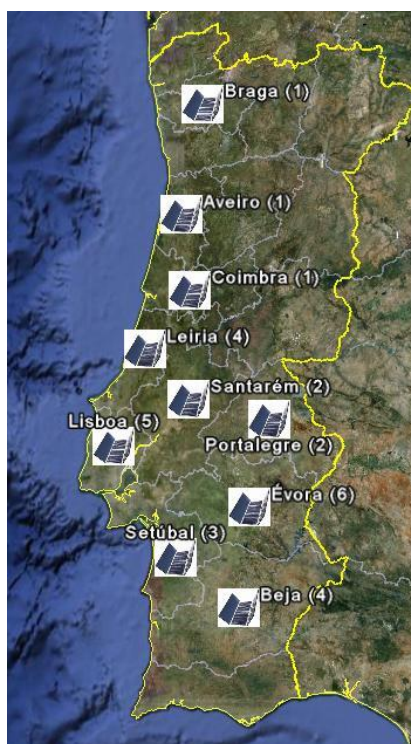 Braga (1)
Aveiro (1)
Coimbra (1)
Leiria (4)
Santarém (2)
Lisboa (5)
Portalegre (2)
Évora (6)
Setúbal (3)
Beja (4)